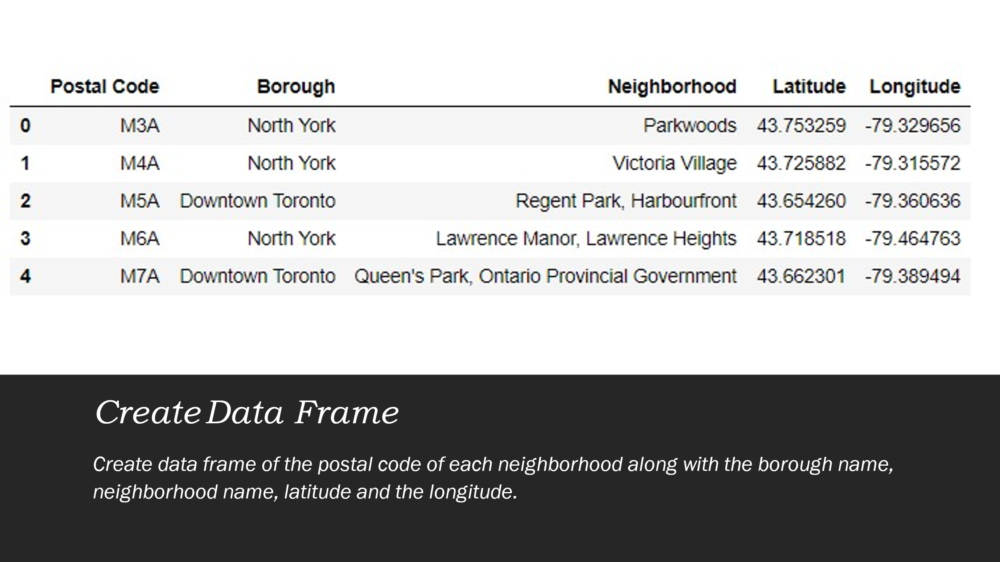 Postal Code Borough Neighborhood Latitude Longitude
0 M3A North York Parkwoods 43.753259 -79.329656
1 M4A North York Victoria Village 43.725882 -79.315572
2 M5A Downtown Toronto Regent Park, Harbourfront 43.654260 -79.360636
3 M6A North York Lawrence Manor, Lawrence Heights 43.718518 -79.464763
4 M7A Downtown Toronto Queen's Park, Ontario Provincial Government 43.662301 -79.389494
Create Data Frame
Create data frame of the postal code of each neighborhood along with the borough name,
neighborhood name, latitude and the longitude.